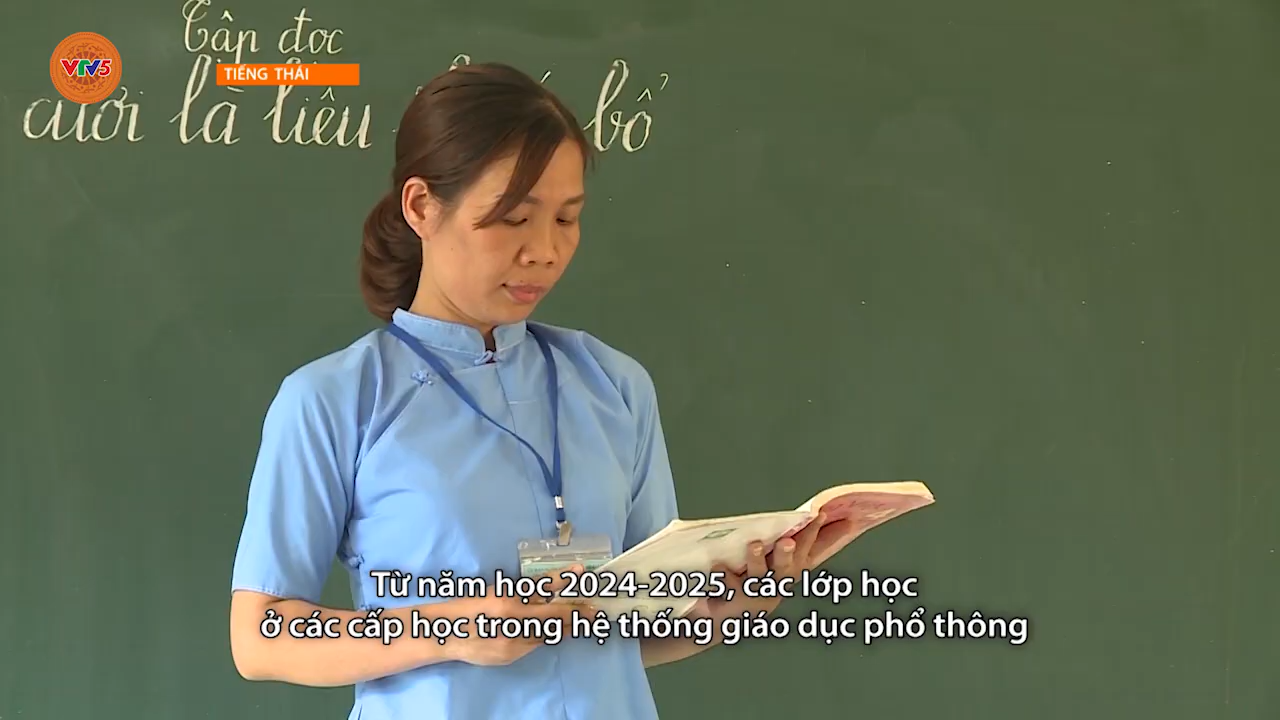 Tập đọc
VTV5
TIẾNG THÁI
cười là liều
bổ
Từ năm học 2024-2025, các lớp học
ở các cấp học trong hệ thống giáo dục phổ thông